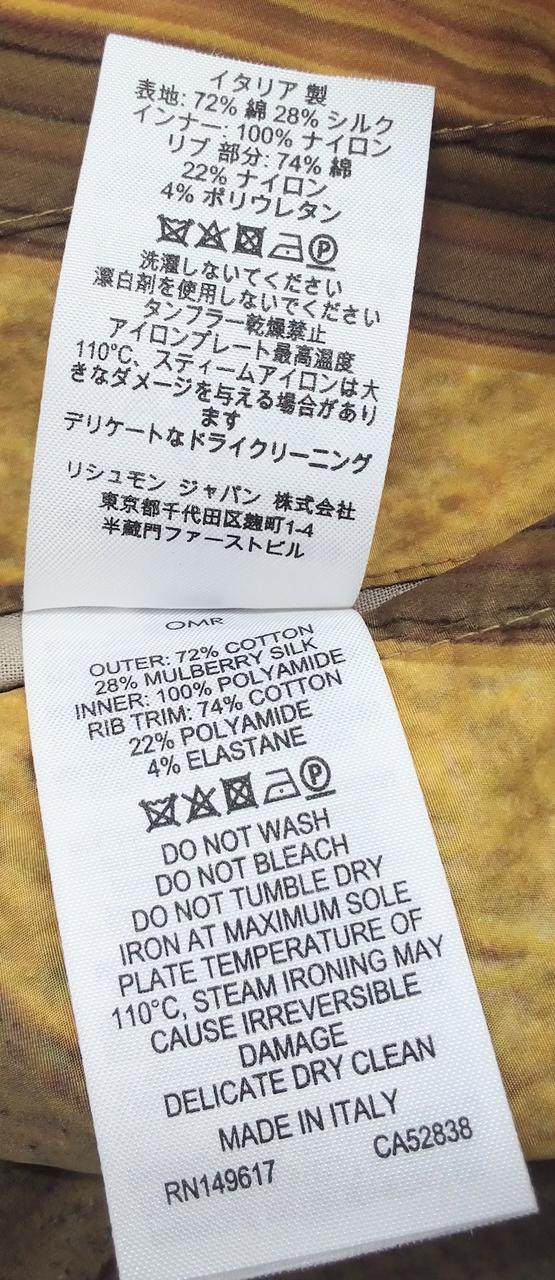 イタリア 製
表地: 72% 綿 28% シルク
インナー: 100% ナイロン
リブ 部分: 74% 綿
22% ナイロン
4% ポリウレタン
P
洗濯しないてください
漂白剤を使用しないでください
タンブラー乾燥禁止
アイロンプレート最高温度
110°C、スティームアイロンは大
きなダメージを与える場合があり
ます
デリケートなドライクリーニング
リシュモン ジャパン 株式会社
東京都千代田区麹町1-4
半蔵門ファーストビル
OMR
OUTER: 72% COTTON
28% MULBERRY SILK
INNER: 100% POLYAMIDE
RIB TRIM: 74% COTTON
22% POLYAMIDE
4% ELASTANE
P
DO NOT WASH
DO NOT BLEACH
DO NOT TUMBLE DRY
IRON AT MAXIMUM SOLE
PLATE TEMPERATURE OF
110°C, STEAM IRONING MAY
CAUSE IRREVERSIBLE
DAMAGE
DELICATE DRY CLEAN
MADE IN ITALY
RN149617 CA52838